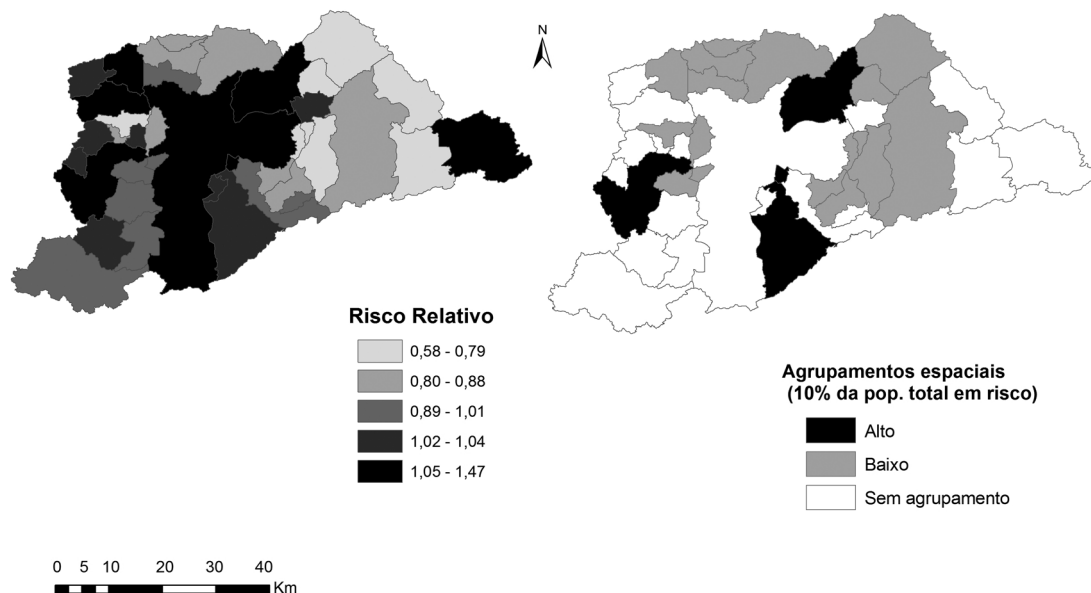 N
Risco Relativo
0,58 - 0,79
0,80 - 0,88
0,89 - 1,01
1,02 - 1,04
1,05 - 1,47
Agrupamentos espaciais
(10% da pop. total em risco)
Alto
Baixo
Sem agrupamento
0 5 10 20 30 40
Km